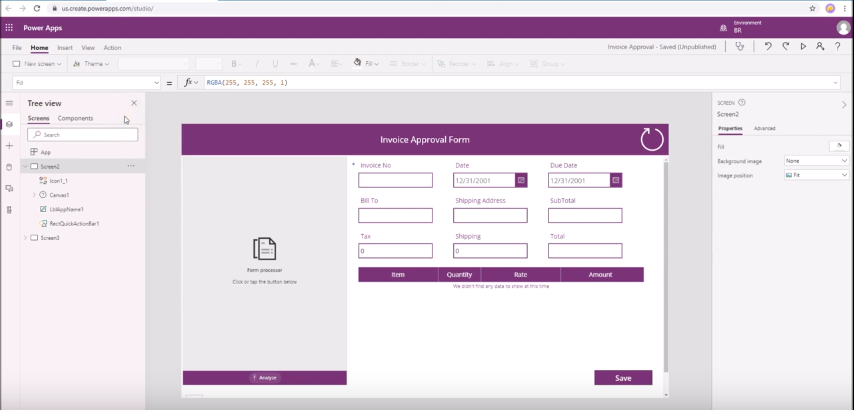 us.create.powerapps.com/studio/
Power Apps
Environment
BR
File Home Insert View Action
Invoice Approval - Saved (Unpublished)
New screen Theme B I U A Fill Border Reorder Align Group
Fill = fx RGBA(255, 255, 255, 1)
Tree view
Screens Components
Search
App
Screen2
Icon1_1
Canvas1
LblAppName1
RectQuickActionBar1
Screen3
Invoice Approval Form
* Invoice No Date Due Date
12/31/2001 12/31/2001
Bill To Shipping Address SubTotal
Tax Shipping Total
0 0
Item Quantity Rate Amount
We didn't find any data to show at this time
Form processor
Click or tap the button below
Analyze
Save
SCREEN
Screen2
Properties Advanced
Fill
Background image None
Image position Fit